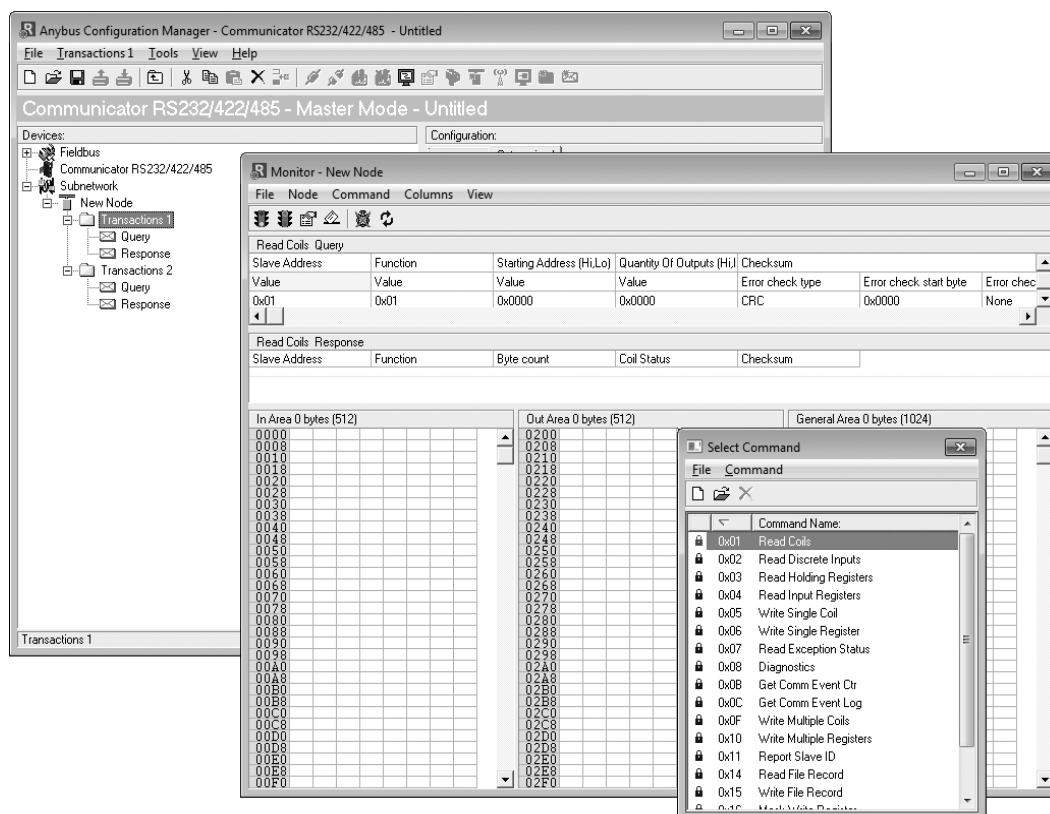 Anybus Configuration Manager - Communicator RS232/422/485 - Untitled
File Transactions 1 Tools View Help
Communicator RS232/422/485 - Master Mode - Untitled
Devices:
Configuration:
Fieldbus
Communicator RS232/422/485
Subnetwork
New Node
Transactions 1
Query
Response
Transactions 2
Query
Response
Transactions 1
Monitor - New Node
File Node Command Columns View
Read Coils Query
Slave Address Function Starting Address (Hi,Lo) Quantity Of Outputs (Hi,l Checksum
Value Value Value Value Error check type Error check start byte Error chec
0x01 0x01 0x0000 0x0000 CRC 0x0000 None
Read Coils Response
Slave Address Function Byte count Coil Status Checksum
In Area 0 bytes (512) Out Area 0 bytes (512) General Area 0 bytes (1024)
0000 0200
0008 0208
0010 0210
0018 0218
0020 0220
0028 0228
0030 0230
0038 0238
0040 0240
0048 0248
0050 0250
0058 0258
0060 0260
0068 0268
0070 0270
0078 0278
0080 0280
0088 0288
0090 0290
0098 0298
00A0 02A0
00A8 02A8
00B0 02B0
00B8 02B8
00C0 02C0
00C8 02C8
00D0 02D0
00D8 02D8
00E0 02E0
00E8 02E8
00F0 02F0
Select Command
File Command
Command Name:
0x01 Read Coils
0x02 Read Discrete Inputs
0x03 Read Holding Registers
0x04 Read Input Registers
0x05 Write Single Coil
0x06 Write Single Register
0x07 Read Exception Status
0x08 Diagnostics
0x0B Get Comm Event Ctr
0x0C Get Comm Event Log
0x0F Write Multiple Coils
0x10 Write Multiple Registers
0x11 Report Slave ID
0x14 Read File Record
0x15 Write File Record
0x16 Mask Write Register